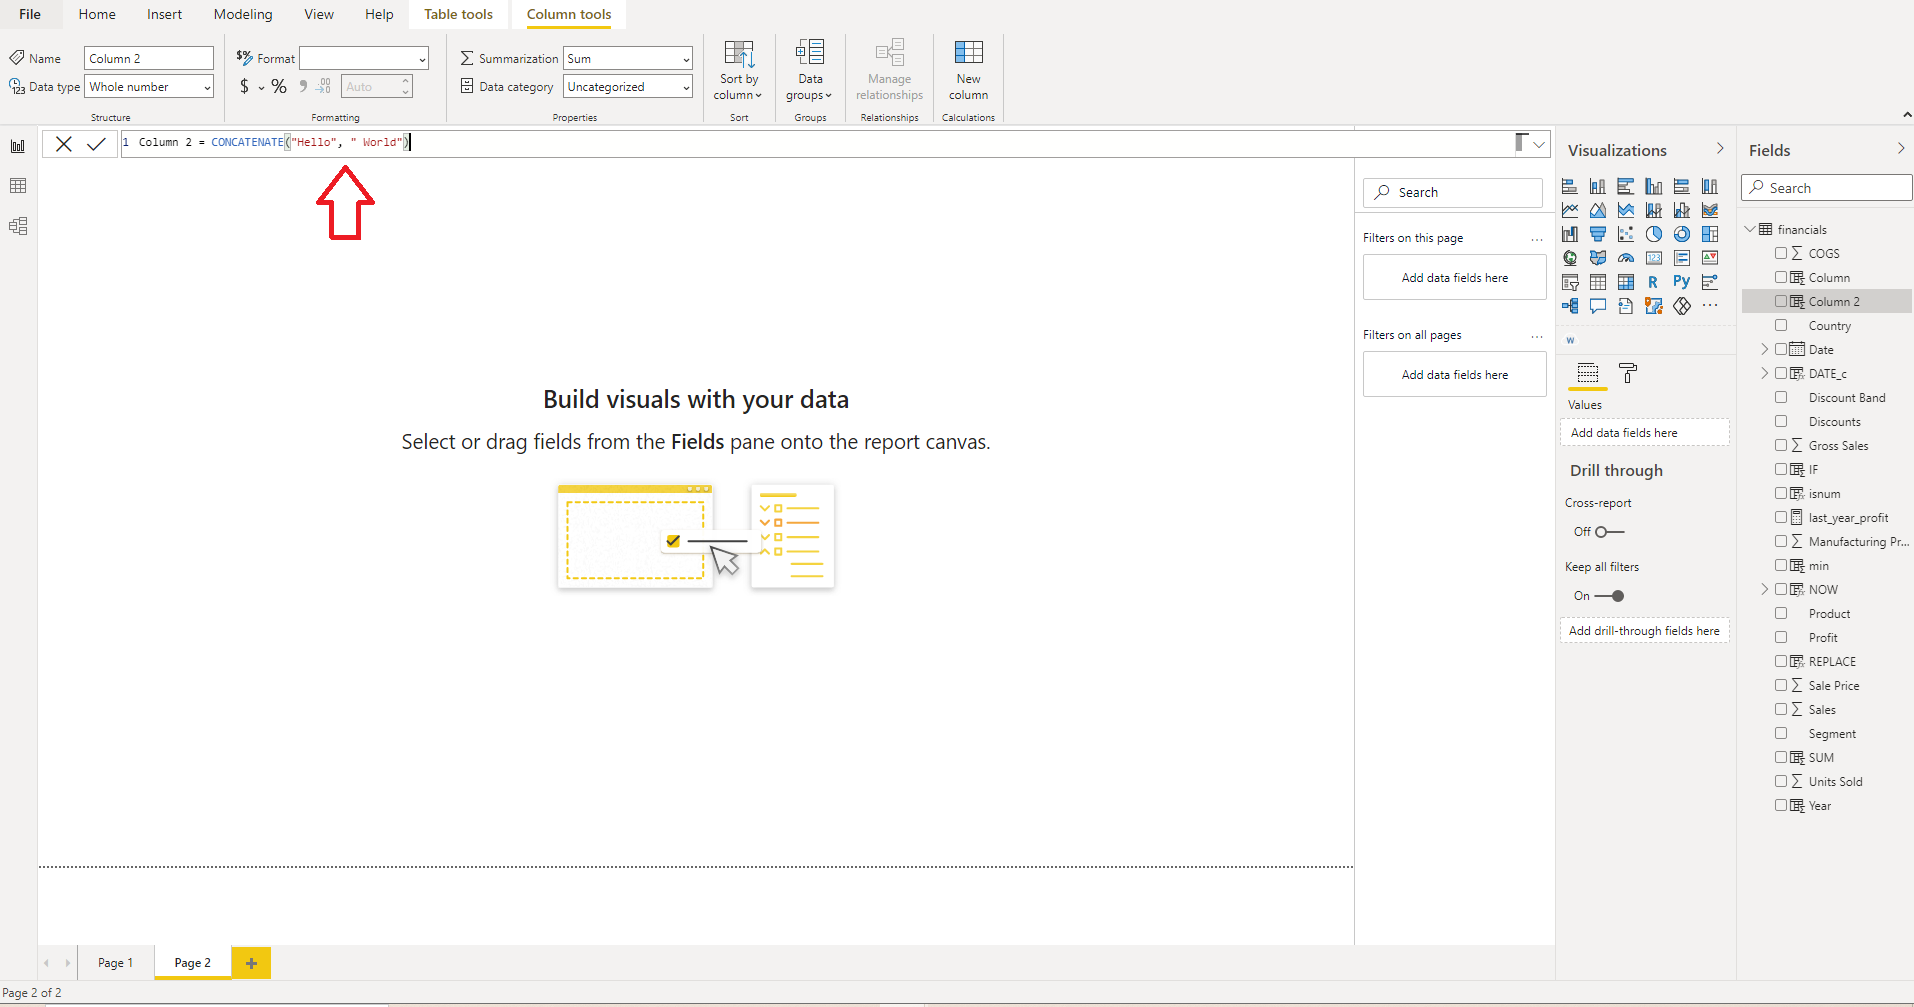 File Home Insert Modeling View Help Table tools Column tools
Name Column 2
Data type Whole number
Structure
$% Format
$ % Auto
Formatting
Summarization Sum
Data category Uncategorized
Properties
Sort by
column
Sort
Data
groups
Groups
Manage
relationships
Relationships
New
column
Calculations
1 Column 2 = CONCATENATE("Hello", " World")
Build visuals with your data
Select or drag fields from the Fields pane onto the report canvas.
Search
Filters on this page ...
Add data fields here
Filters on all pages ...
Add data fields here
Visualizations
123
R Py
...
W
Values
Add data fields here
Drill through
Cross-report
Off
Keep all filters
On
Add drill-through fields here
Fields
Search
financials
COGS
Column
Column 2
Country
Date
DATE_c
Discount Band
Discounts
Gross Sales
IF
isnum
last_year_profit
Manufacturing Pr...
min
NOW
Product
Profit
REPLACE
Sale Price
Sales
Segment
SUM
Units Sold
Year
Page 1 Page 2 +
Page 2 of 2